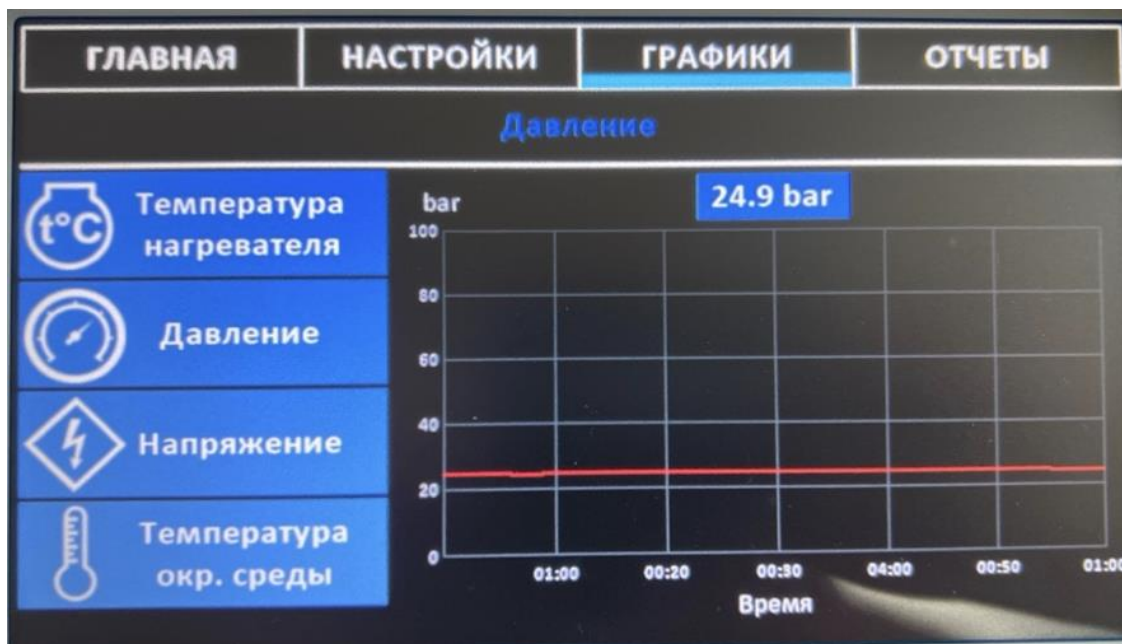 ГЛАВНАЯ
НАСТРОЙКИ
ГРАФИКИ
ОТЧЕТЫ
Давление
Температура
нагревателя
t°C
Давление
Напряжение
Температура
окр. среды
bar
24.9 bar
100
80
60
40
20
0
01:00
00:20
00:30
04:00
00:50
01:00
Время